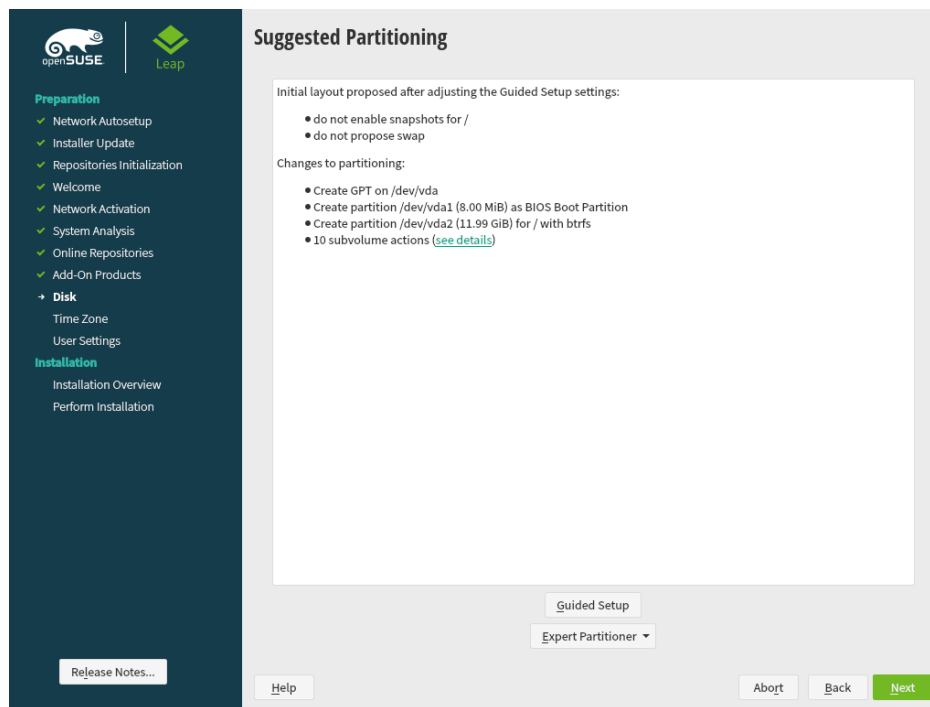 openSUSE
Leap
Preparation
Network Autosetup
Installer Update
Repositories Initialization
Welcome
Network Activation
System Analysis
Online Repositories
Add-On Products
Disk
Time Zone
User Settings
Installation
Installation Overview
Perform Installation
Release Notes...
Suggested Partitioning
Initial layout proposed after adjusting the Guided Setup settings:
do not enable snapshots for /
do not propose swap
Changes to partitioning:
Create GPT on /dev/vda
Create partition /dev/vda1 (8.00 MiB) as BIOS Boot Partition
Create partition /dev/vda2 (11.99 GiB) for / with btrfs
10 subvolume actions (see details)
Guided Setup
Expert Partitioner
Help
Abort
Back
Next